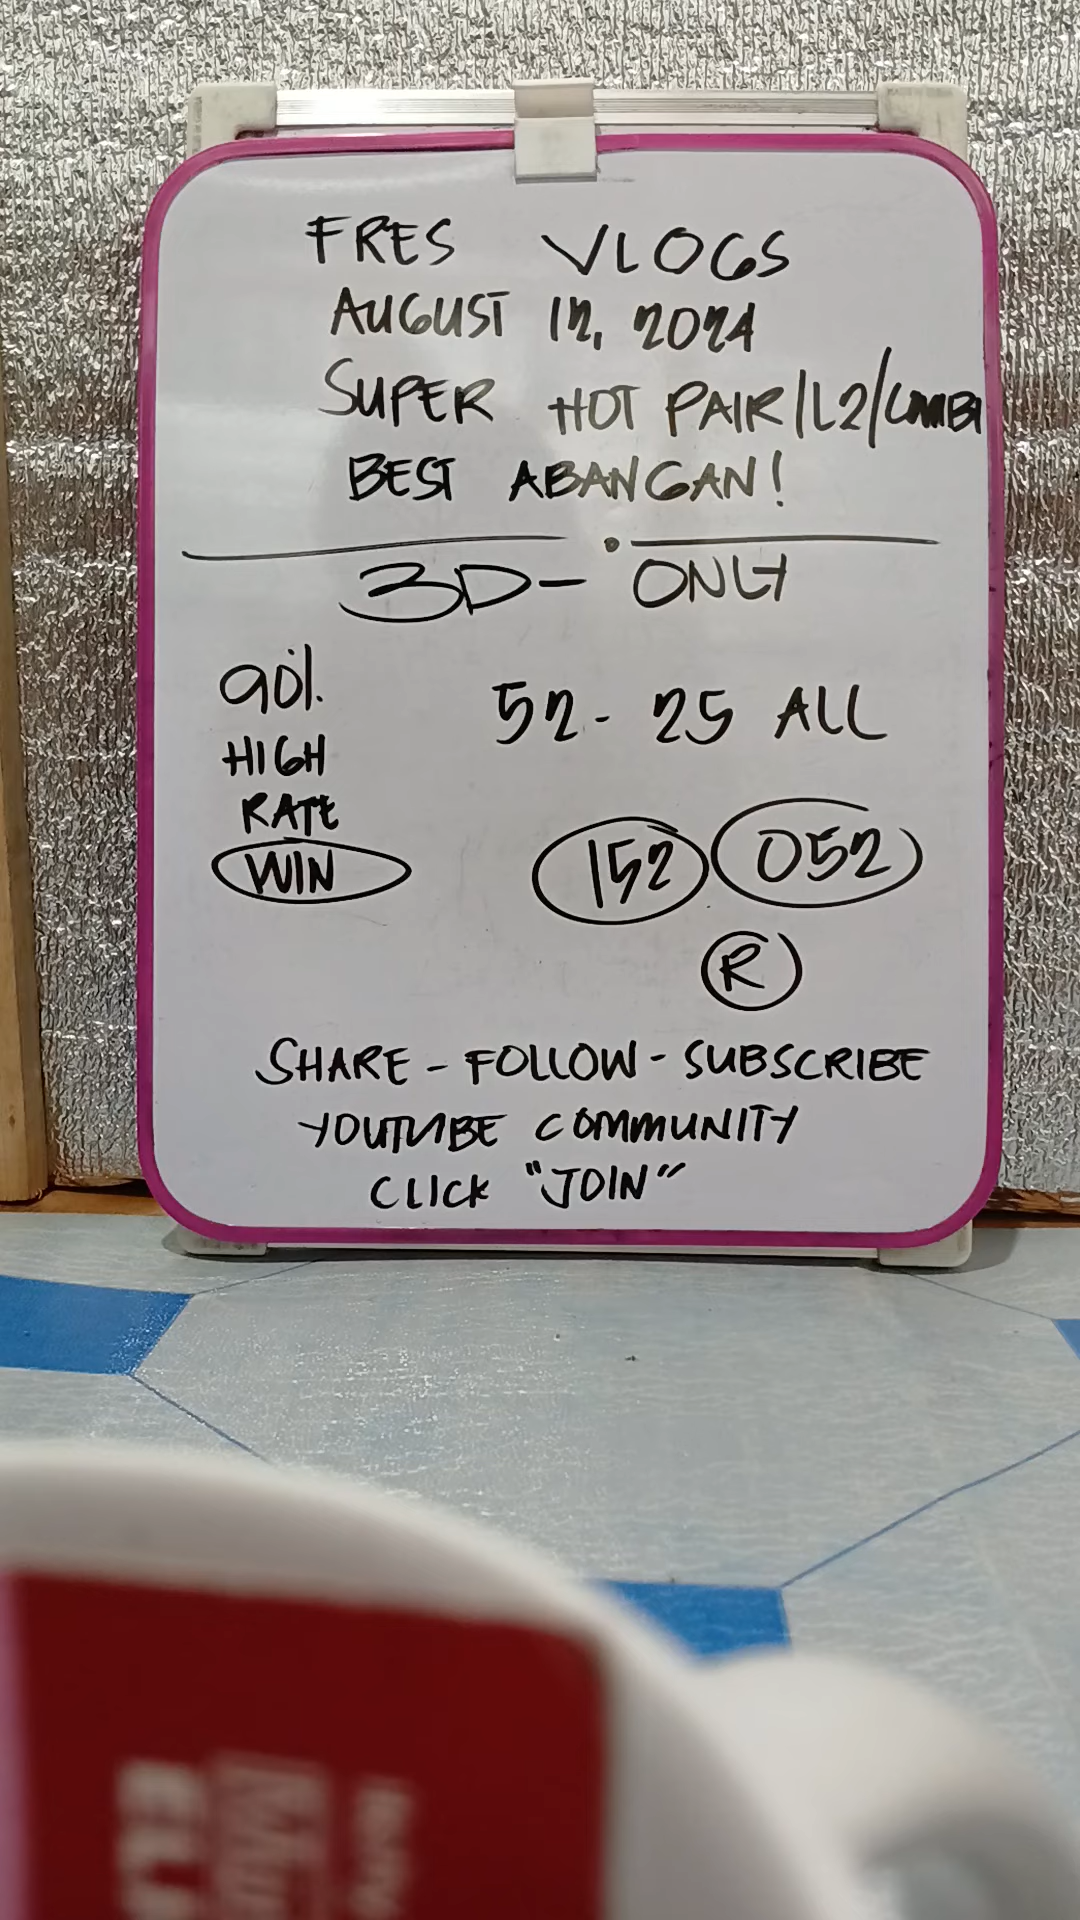 FRES VLOGS
AUGUST 12, 2024
SUPER HOT PAIR/L2/COMBI
BEST ABANGAN!
3D- ONLY
90%
HIGH
RATE
WIN
52 - 25 ALL
152 052
R
SHARE - FOLLOW - SUBSCRIBE
YOUTUBE COMMUNITY
CLICK "JOIN"